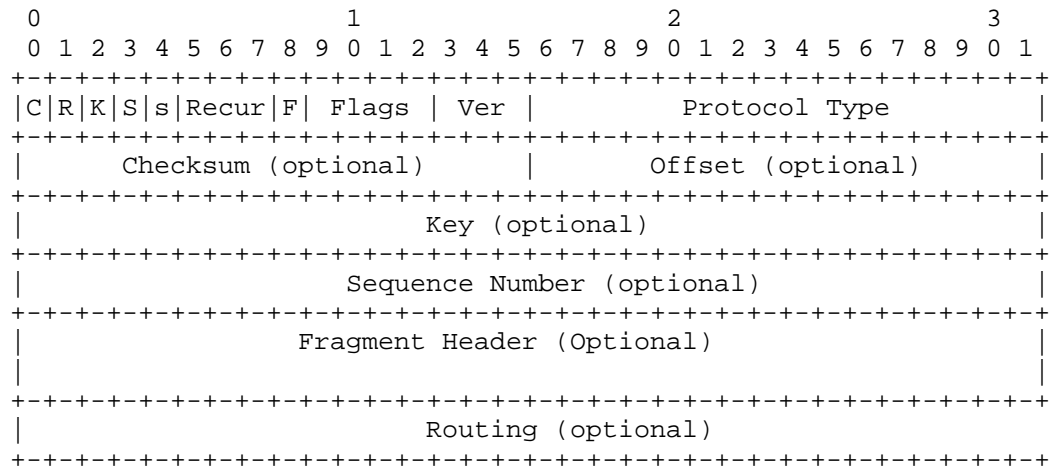 0                   1                   2                   3
 0 1 2 3 4 5 6 7 8 9 0 1 2 3 4 5 6 7 8 9 0 1 2 3 4 5 6 7 8 9 0 1
+-+-+-+-+-+-+-+-+-+-+-+-+-+-+-+-+-+-+-+-+-+-+-+-+-+-+-+-+-+-+-+-+
|C|R|K|S|s|Recur|F| Flags | Ver |         Protocol Type         |
+-+-+-+-+-+-+-+-+-+-+-+-+-+-+-+-+-+-+-+-+-+-+-+-+-+-+-+-+-+-+-+-+
|      Checksum (optional)      |       Offset (optional)       |
+-+-+-+-+-+-+-+-+-+-+-+-+-+-+-+-+-+-+-+-+-+-+-+-+-+-+-+-+-+-+-+-+
|                         Key (optional)                        |
+-+-+-+-+-+-+-+-+-+-+-+-+-+-+-+-+-+-+-+-+-+-+-+-+-+-+-+-+-+-+-+-+
|                    Sequence Number (optional)                 |
+-+-+-+-+-+-+-+-+-+-+-+-+-+-+-+-+-+-+-+-+-+-+-+-+-+-+-+-+-+-+-+-+
|                 Fragment Header (Optional)                    |
|                                                               |
+-+-+-+-+-+-+-+-+-+-+-+-+-+-+-+-+-+-+-+-+-+-+-+-+-+-+-+-+-+-+-+-+
|                         Routing (optional)
+-+-+-+-+-+-+-+-+-+-+-+-+-+-+-+-+-+-+-+-+-+-+-+-+-+-+-+-+-+-+-+-+